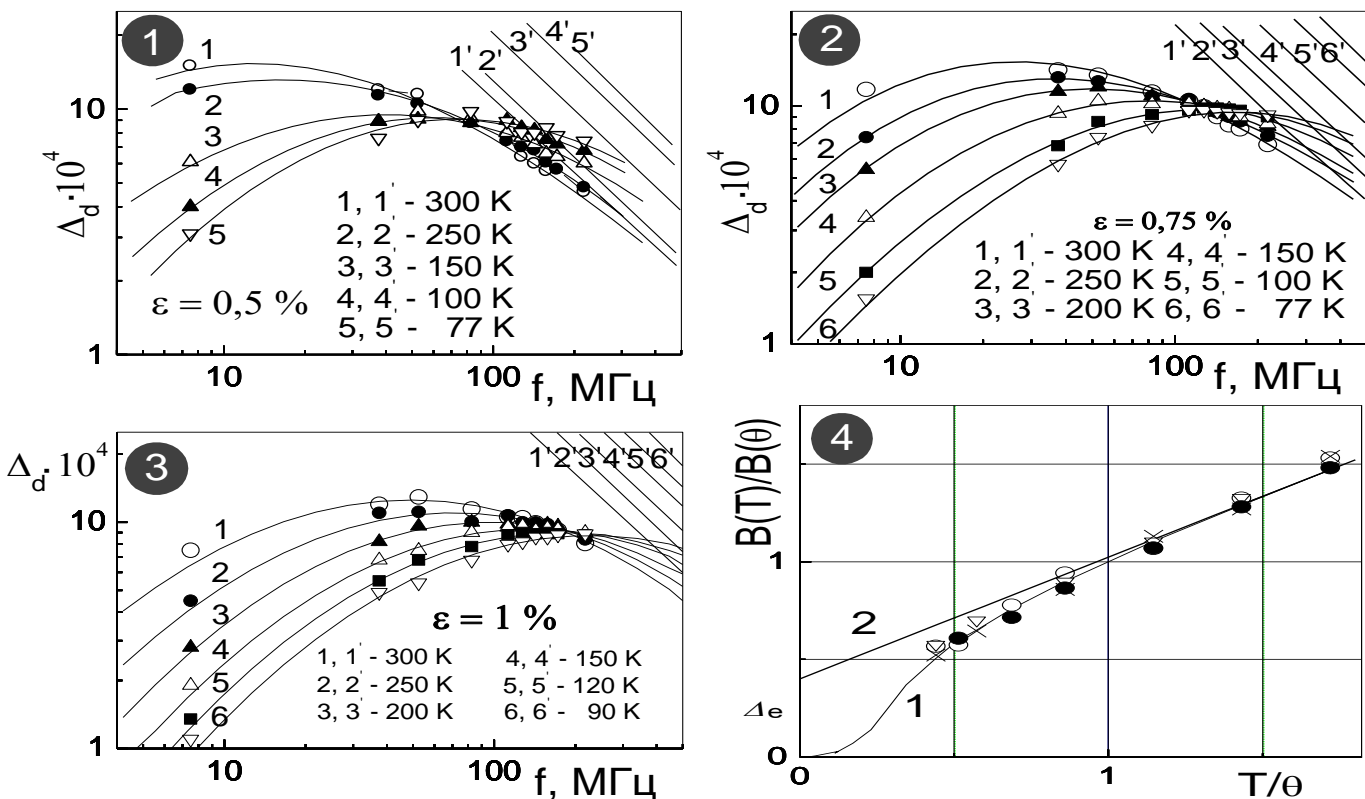 1
1
2
3
4
5
1' 2' 3' 4' 5'
10
1
Δd·10⁴
1, 1' - 300 K
2, 2' - 250 K
3, 3' - 150 K
4, 4' - 100 K
5, 5' - 77 K
ε = 0,5 %
10
100
f, МГц
2
1
2
3
4
5
6
1' 2' 3' 4' 5' 6'
10
1
Δd·10⁴
ε = 0,75 %
1, 1' - 300 K 4, 4' - 150 K
2, 2' - 250 K 5, 5' - 100 K
3, 3' - 200 K 6, 6' - 77 K
10
100
f, МГц
3
1
2
3
4
5
6
1' 2' 3' 4' 5' 6'
Δd·10⁴
10
1
ε = 1 %
1, 1' - 300 K 4, 4' - 150 K
2, 2' - 250 K 5, 5' - 120 K
3, 3' - 200 K 6, 6' - 90 K
10
100
f, МГц
4
B(T)/B(θ)
1
2
1
Δe
0
0
1
T/θ